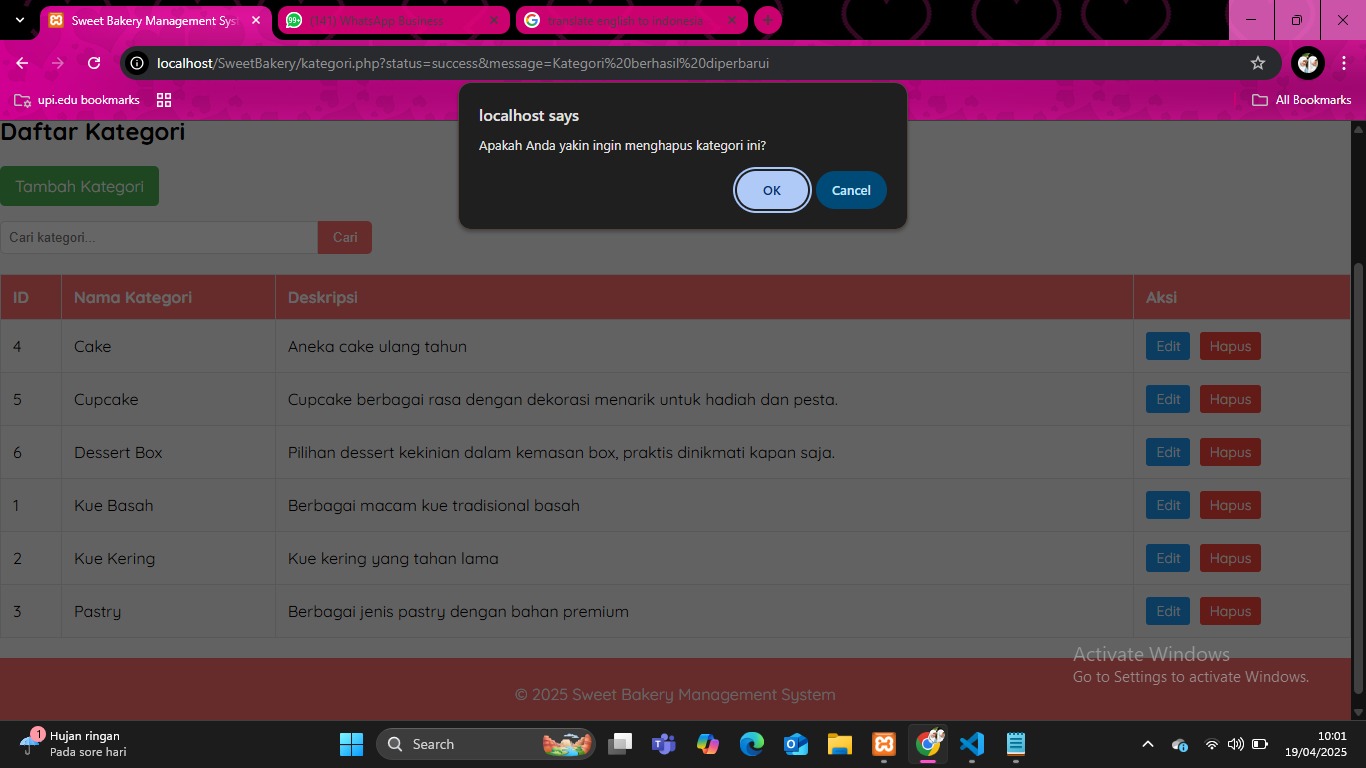 Sweet Bakery Management Sys
99+
(141) WhatsApp Business
translate english to indonesia
localhost/SweetBakery/kategori.php?status=success&message=Kategori%20berhasil%20diperbarui
upi.edu bookmarks
All Bookmarks
localhost says
Apakah Anda yakin ingin menghapus kategori ini?
OK
Cancel
Daftar Kategori
Tambah Kategori
Cari kategori...
Cari
ID Nama Kategori Deskripsi Aksi
4 Cake Aneka cake ulang tahun Edit Hapus
5 Cupcake Cupcake berbagai rasa dengan dekorasi menarik untuk hadiah dan pesta. Edit Hapus
6 Dessert Box Pilihan dessert kekinian dalam kemasan box, praktis dinikmati kapan saja. Edit Hapus
1 Kue Basah Berbagai macam kue tradisional basah Edit Hapus
2 Kue Kering Kue kering yang tahan lama Edit Hapus
3 Pastry Berbagai jenis pastry dengan bahan premium Edit Hapus
Activate Windows
Go to Settings to activate Windows.
© 2025 Sweet Bakery Management System
1
Hujan ringan
Pada sore hari
Search
10:01
19/04/2025